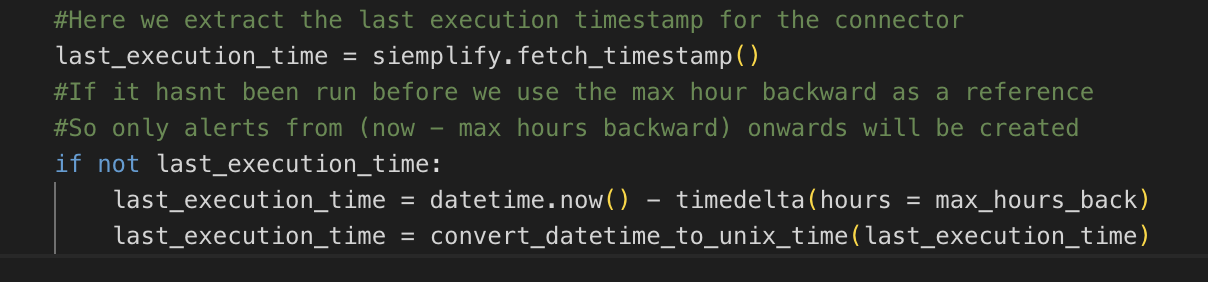 #Here we extract the last execution timestamp for the connector
last_execution_time = siemplify.fetch_timestamp()
#If it hasnt been run before we use the max hour backward as a reference
#So only alerts from (now - max hours backward) onwards will be created
if not last_execution_time:
    last_execution_time = datetime.now() - timedelta(hours = max_hours_back)
    last_execution_time = convert_datetime_to_unix_time(last_execution_time)